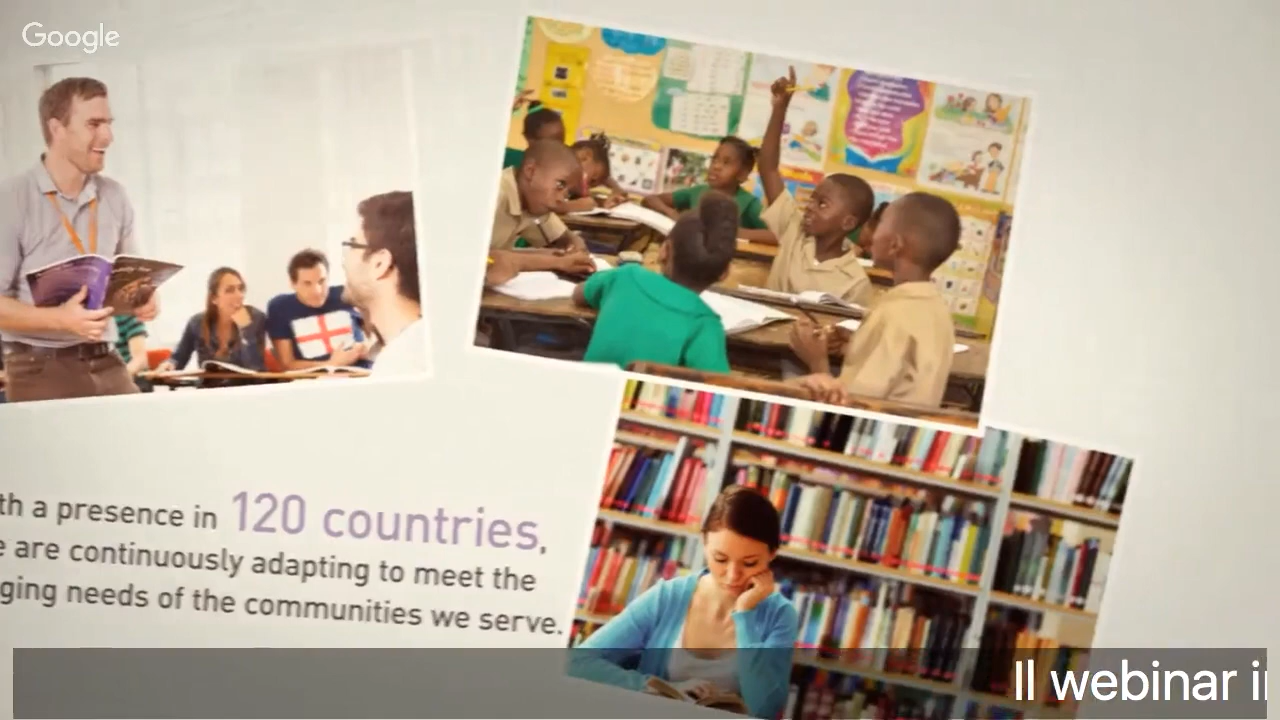 Google
th a presence in 120 countries,
e are continuously adapting to meet the
ging needs of the communities we serve.
Il webinar i